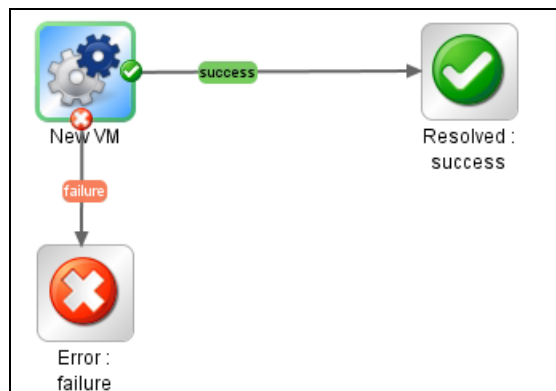 success
New VM
Resolved :
success
failure
Error :
failure